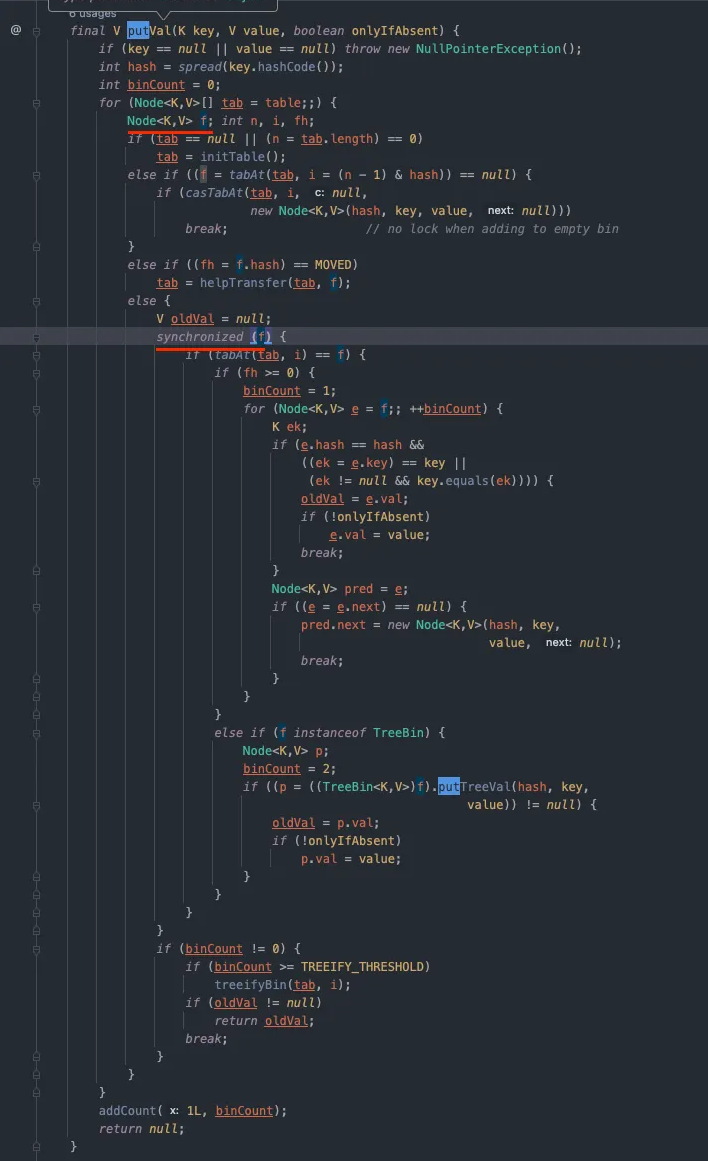 6 usages
@ final V putVal(K key, V value, boolean onlyIfAbsent) {
if (key == null || value == null) throw new NullPointerException();
int hash = spread(key.hashCode());
int binCount = 0;
for (Node<K,V>[] tab = table;;) {
Node<K,V> f; int n, i, fh;
if (tab == null || (n = tab.length) == 0)
tab = initTable();
else if ((f = tabAt(tab, i = (n - 1) & hash)) == null) {
if (casTabAt(tab, i, c: null,
new Node<K,V>(hash, key, value, next: null)))
break; // no lock when adding to empty bin
}
else if ((fh = f.hash) == MOVED)
tab = helpTransfer(tab, f);
else {
V oldVal = null;
synchronized (f) {
if (tabAt(tab, i) == f) {
if (fh >= 0) {
binCount = 1;
for (Node<K,V> e = f;; ++binCount) {
K ek;
if (e.hash == hash &&
((ek = e.key) == key ||
(ek != null && key.equals(ek)))) {
oldVal = e.val;
if (!onlyIfAbsent)
e.val = value;
break;
}
Node<K,V> pred = e;
if ((e = e.next) == null) {
pred.next = new Node<K,V>(hash, key,
value, next: null);
break;
}
}
}
else if (f instanceof TreeBin) {
Node<K,V> p;
binCount = 2;
if ((p = ((TreeBin<K,V>)f).putTreeVal(hash, key,
value)) != null) {
oldVal = p.val;
if (!onlyIfAbsent)
p.val = value;
}
}
}
}
if (binCount != 0) {
if (binCount >= TREEIFY_THRESHOLD)
treeifyBin(tab, i);
if (oldVal != null)
return oldVal;
break;
}
}
}
addCount( x: 1L, binCount);
return null;
}